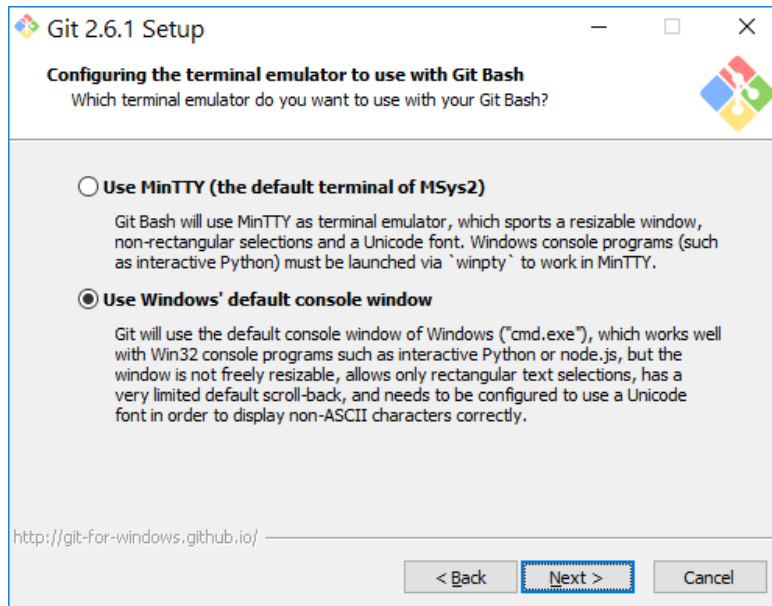 Git 2.6.1 Setup
Configuring the terminal emulator to use with Git Bash
Which terminal emulator do you want to use with your Git Bash?
Use MinTTY (the default terminal of MSys2)
Git Bash will use MinTTY as terminal emulator, which sports a resizable window,
non-rectangular selections and a Unicode font. Windows console programs (such
as interactive Python) must be launched via `winpty` to work in MinTTY.
Use Windows' default console window
Git will use the default console window of Windows ("cmd.exe"), which works well
with Win32 console programs such as interactive Python or node.js, but the
window is not freely resizable, allows only rectangular text selections, has a
very limited default scroll-back, and needs to be configured to use a Unicode
font in order to display non-ASCII characters correctly.
http://git-for-windows.github.io/
< Back Next > Cancel